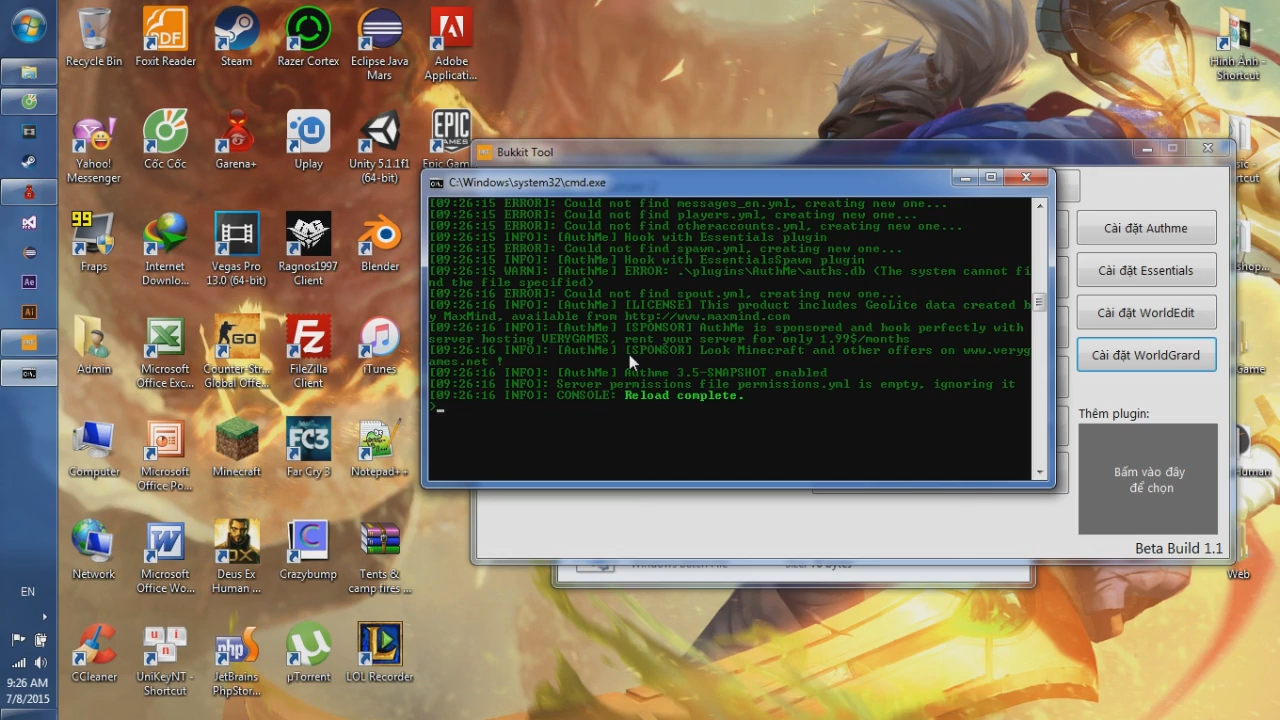 Recycle Bin
Foxit Reader
Steam
Razer Cortex
Eclipse Java
Mars
Adobe
Applicati...
Hình Ảnh -
Shortcut
Yahoo!
Messenger
Cốc Cốc
Garena+
Uplay
Unity 5.1.1f1
(64-bit)
EPIC
GAMES
Epic Gam
99
Fraps
Internet
Downlo...
Vegas Pro
13.0 (64-bit)
Ragnos1997
Client
Blender
Admin
Microsoft
Office Exc...
Counter-Str...
Global Offe...
FileZilla
Client
iTunes
Computer
Microsoft
Office Po...
Minecraft
FC3
Far Cry 3
Notepad++
Network
Microsoft
Office Wo...
Deus Ex
Human ...
Crazybump
Tents &
camp fires ...
CCleaner
UniKeyNT -
Shortcut
JetBrains
PhpStor...
µTorrent
LOL Recorder
Bukkit Tool
C:\Windows\system32\cmd.exe
[09:26:15 ERROR]: Could not find messages_en.yml, creating new one...
[09:26:15 ERROR]: Could not find players.yml, creating new one...
[09:26:15 ERROR]: Could not find otheraccounts.yml, creating new one...
[09:26:15 INFO]: [AuthMe] Hook with Essentials plugin
[09:26:15 ERROR]: Could not find spawn.yml, creating new one...
[09:26:15 INFO]: [AuthMe] Hook with EssentialsSpawn plugin
[09:26:15 WARN]: [AuthMe] ERROR: .\plugins\AuthMe\auths.db (The system cannot fi
nd the file specified)
[09:26:16 ERROR]: Could not find spout.yml, creating new one...
[09:26:16 INFO]: [AuthMe] [LICENSE] This product includes GeoLite data created b
y MaxMind, available from http://www.maxmind.com
[09:26:16 INFO]: [AuthMe] [SPONSOR] AuthMe is sponsored and hook perfectly with
server hosting VERYGAMES, rent your server for only 1.99$/months
[09:26:16 INFO]: [AuthMe] [SPONSOR] Look Minecraft and other offers on www.veryg
ames.net !
[09:26:16 INFO]: [AuthMe] Authme 3.5-SNAPSHOT enabled
[09:26:16 INFO]: Server permissions file permissions.yml is empty, ignoring it
[09:26:16 INFO]: CONSOLE: Reload complete.
>_
Cài đặt Authme
Cài đặt Essentials
Cài đặt WorldEdit
Cài đặt WorldGrard
Thêm plugin:
Bấm vào đây
để chọn
Beta Build 1.1
Windows Batch File
Game
Human
Web
EN
9:26 AM
7/8/2015